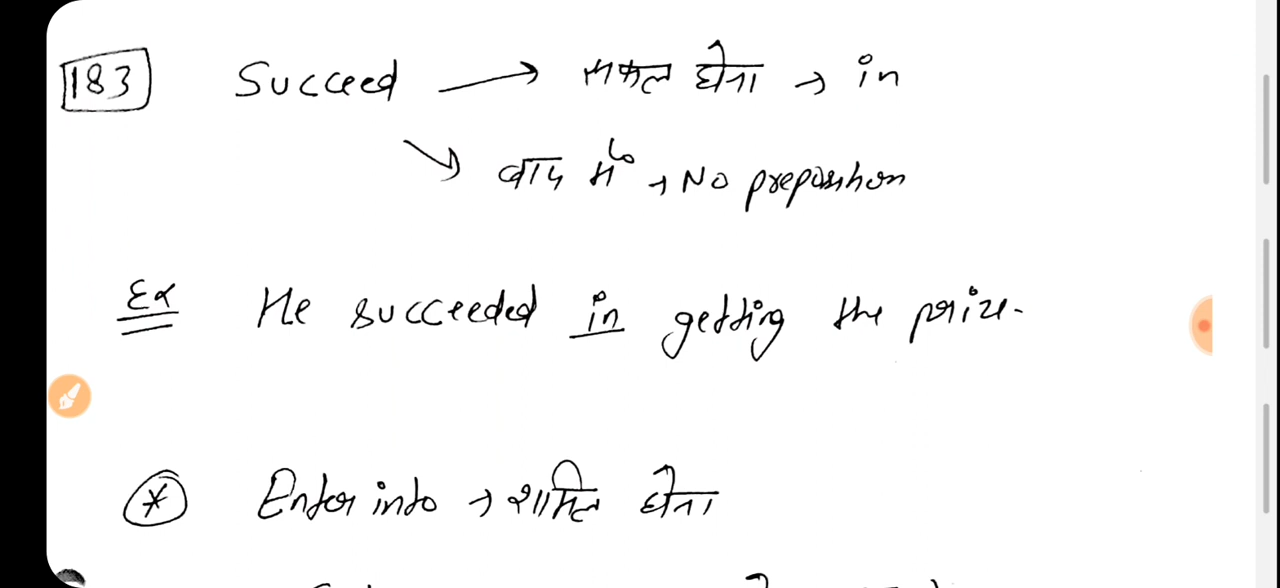 183 Succeed → सफल होना → in
↘ बाद में → No preposition
Ex He succeeded in getting the prize.
* Enter into → शामिल होना